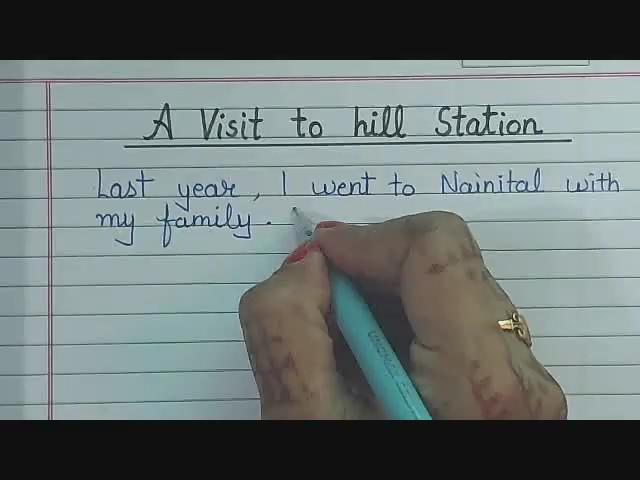 A Visit to hill Station
Last year, I went to Nainital with
my family.